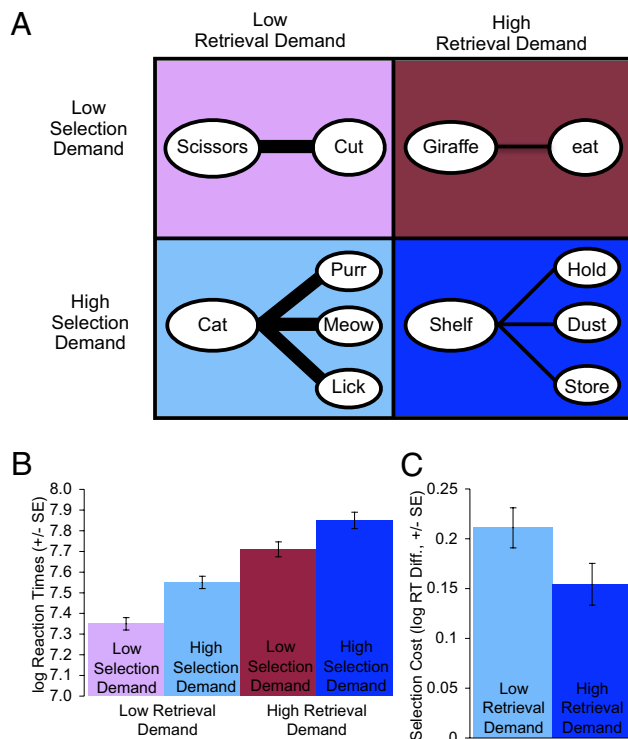 A
Low
Retrieval Demand
High
Retrieval Demand
Low
Selection
Demand
Scissors
Cut
Giraffe
eat
High
Selection
Demand
Cat
Purr
Meow
Lick
Shelf
Hold
Dust
Store
B
log Reaction Times (+/- SE)
8.0
7.9
7.8
7.7
7.6
7.5
7.4
7.3
7.2
7.1
7.0
Low
Selection
Demand
High
Selection
Demand
Low
Selection
Demand
High
Selection
Demand
Low Retrieval
Demand
High Retrieval
Demand
C
Selection Cost (log RT Diff., +/- SE)
0.25
0.2
0.15
0.1
0.05
0
Low
Retrieval
Demand
High
Retrieval
Demand